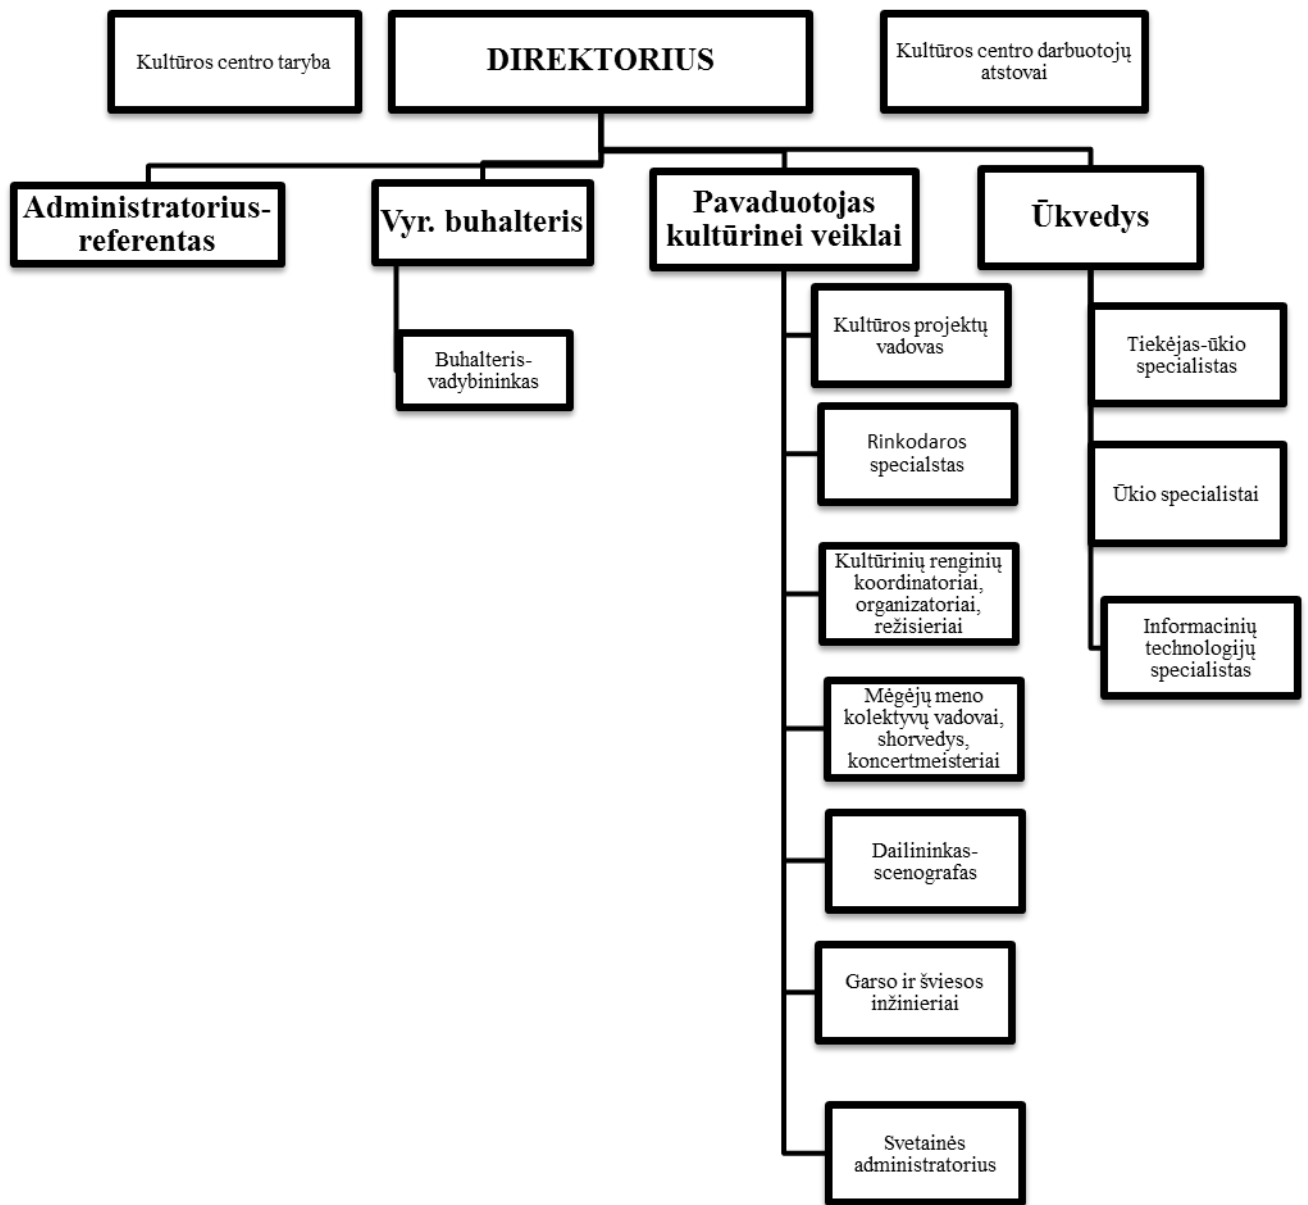 Kultūros centro taryba
DIREKTORIUS
Kultūros centro darbuotojų
atstovai
Administratorius-
referentas
Vyr. buhalteris
Pavaduotojas
kultūrinei veiklai
Ūkvedys
Buhalteris-
vadybininkas
Kultūros projektų
vadovas
Rinkodaros
specialstas
Kultūrinių renginių
koordinatoriai,
organizatoriai,
režisieriai
Mėgėjų meno
kolektyvų vadovai,
shorvedys,
koncertmeisteriai
Dailininkas-
scenografas
Garso ir šviesos
inžinieriai
Svetainės
administratorius
Tiekėjas-ūkio
specialistas
Ūkio specialistai
Informacinių
technologijų
specialistas